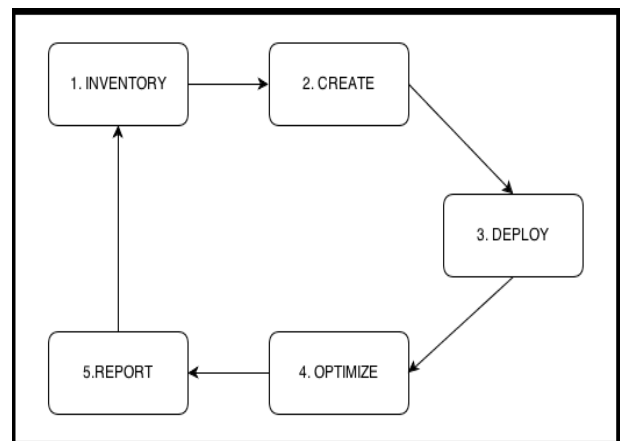 1. INVENTORY
2. CREATE
3. DEPLOY
4. OPTIMIZE
5.REPORT